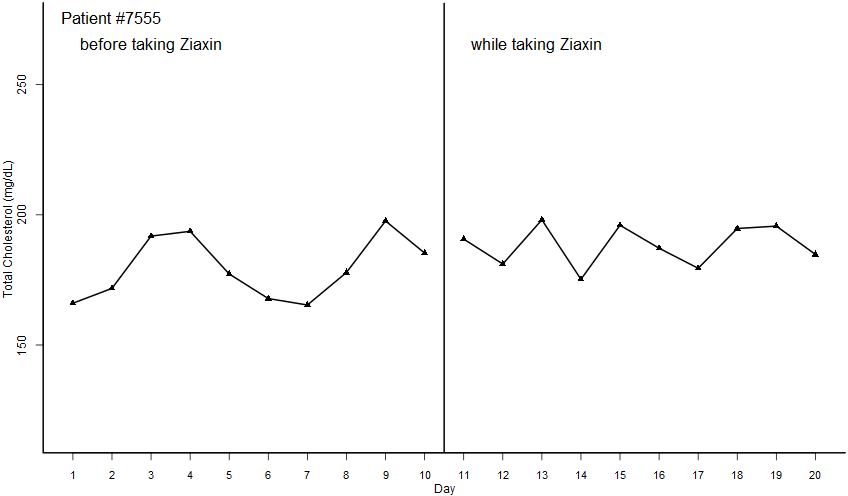 Patient #7555
before taking Ziaxin
while taking Ziaxin
Total Cholesterol (mg/dL)
250
200
150
1 2 3 4 5 6 7 8 9 10 11 12 13 14 15 16 17 18 19 20
Day